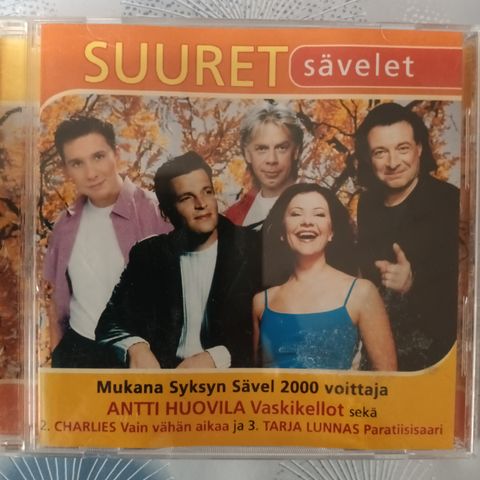 SUURET sävelet
Mukana Syksyn Sävel 2000 voittaja
ANTTI HUOVILA Vaskikellot sekä
2. CHARLIES Vain vähän aikaa ja 3. TARJA LUNNAS Paratiisisaari